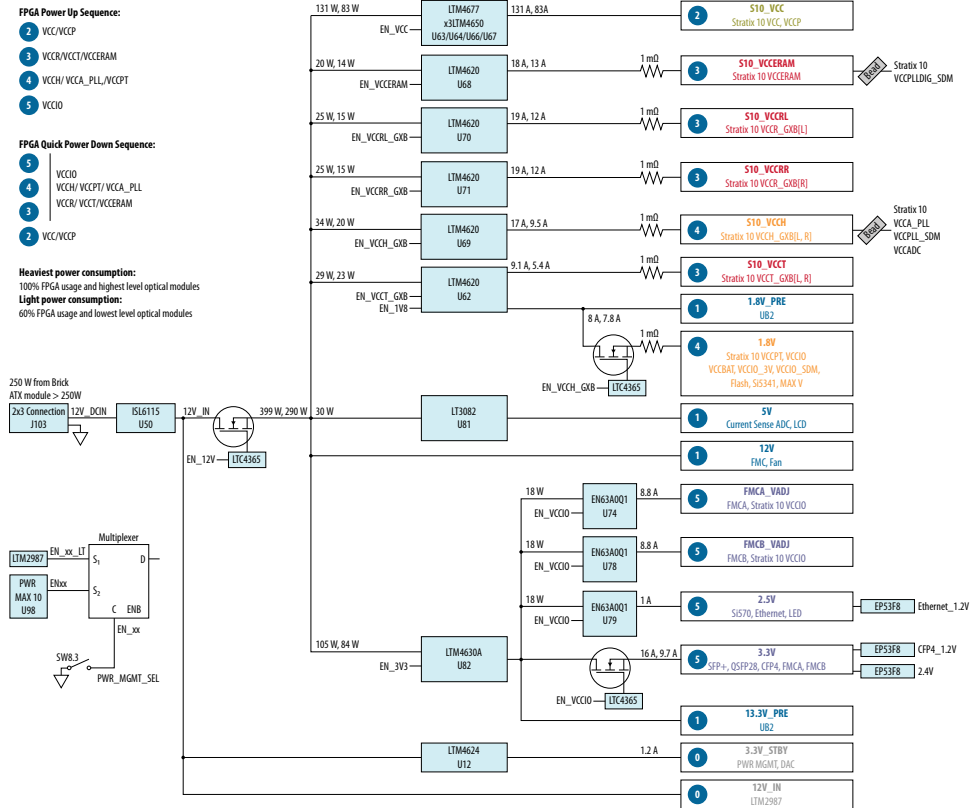 FPGA Power Up Sequence:
2 VCC/VCCP
3 VCCR/VCCT/VCCERAM
4 VCCH/ VCCA_PLL,/VCCPT
5 VCCIO
FPGA Quick Power Down Sequence:
5
VCCIO
4 VCCH/ VCCPT/ VCCA_PLL
3 VCCR/ VCCT/VCCERAM
2 VCC/VCCP
Heaviest power consumption:
100% FPGA usage and highest level optical modules
Light power consumption:
60% FPGA usage and lowest level optical modules
131 W, 83 W
EN_VCC
LTM4677
x3LTM4650
U63/U64/U66/U67
131 A, 83A
2
S10_VCC
Stratix 10 VCC, VCCP
20 W, 14 W
EN_VCCERAM
LTM4620
U68
18 A, 13 A
1 mΩ
3
S10_VCCERAM
Stratix 10 VCCERAM
Bead
Stratix 10
VCCPLLDIG_SDM
25 W, 15 W
EN_VCCRL_GXB
LTM4620
U70
19 A, 12 A
1 mΩ
3
S10_VCCRL
Stratix 10 VCCR_GXB[L]
25 W, 15 W
EN_VCCRR_GXB
LTM4620
U71
19 A, 12 A
1 mΩ
3
S10_VCCRR
Stratix 10 VCCR_GXB[R]
34 W, 20 W
EN_VCCH_GXB
LTM4620
U69
17 A, 9.5 A
1 mΩ
4
S10_VCCH
Stratix 10 VCCH_GXB[L, R]
Bead
Stratix 10
VCCA_PLL
VCCPLL_SDM
VCCADC
29 W, 23 W
EN_VCCT_GXB
EN_1V8
LTM4620
U62
9.1 A, 5.4 A
1 mΩ
3
S10_VCCT
Stratix 10 VCCT_GXB[L, R]
1
1.8V_PRE
UB2
8 A, 7.8 A
1 mΩ
EN_VCCH_GXB
LTC4365
4
1.8V
Stratix 10 VCCPT, VCCIO
VCCBAT, VCCIO_3V, VCCIO_SDM,
Flash, Si5341, MAX V
250 W from Brick
ATX module > 250W
2x3 Connection
J103
12V_DCIN
ISL6115
U50
12V_IN
EN_12V
LTC4365
399 W, 290 W
30 W
LT3082
U81
1
5V
Current Sense ADC, LCD
1
12V
FMC, Fan
18 W
EN_VCCIO
EN63A0Q1
U74
8.8 A
5
FMCA_VADJ
FMCA, Stratix 10 VCCIO
18 W
EN_VCCIO
EN63A0Q1
U78
8.8 A
5
FMCB_VADJ
FMCB, Stratix 10 VCCIO
18 W
EN_VCCIO
EN63A0Q1
U79
1 A
5
2.5V
Si570, Ethernet, LED
EP53F8
Ethernet_1.2V
105 W, 84 W
EN_3V3
LTM4630A
U82
16 A, 9.7 A
EN_VCCIO
LTC4365
5
3.3V
SFP+, QSFP28, CFP4, FMCA, FMCB
EP53F8
CFP4_1.2V
EP53F8
2.4V
1
13.3V_PRE
UB2
LTM4624
U12
1.2 A
0
3.3V_STBY
PWR MGMT, DAC
0
12V_IN
LTM2987
Multiplexer
LTM2987
EN_xx_LT
S1
D
PWR
MAX 10
U98
ENxx
S2
C ENB
EN_xx
SW8.3
PWR_MGMT_SEL